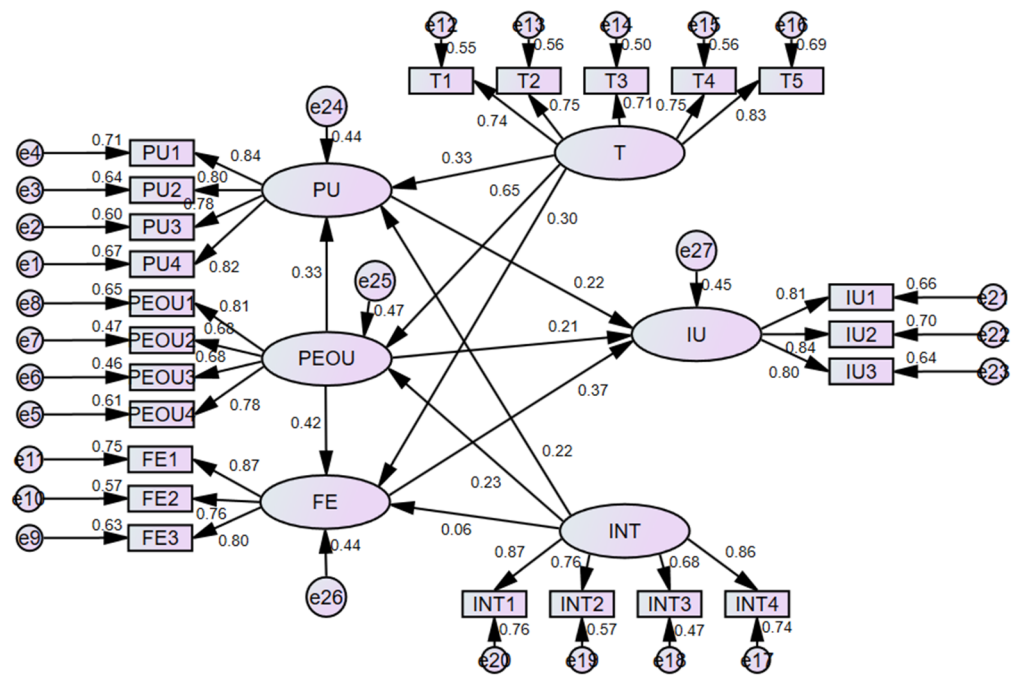 e12 e13 e14 e15 e16
0.55 0.56 0.50 0.56 0.69
T1 T2 T3 T4 T5
0.74 0.75 0.71 0.75 0.83
T
e24
0.44
e4 0.71 PU1 0.84
e3 0.64 PU2 0.80
e2 0.60 PU3 0.78
e1 0.67 PU4 0.82
PU
0.33
0.65
0.30
0.33
e25
0.47
0.22
e27
0.45
e8 0.65 PEOU1 0.81
e7 0.47 PEOU2 0.68
e6 0.46 PEOU3 0.68
e5 0.61 PEOU4 0.78
PEOU
0.21
IU
0.81 IU1 0.66 e21
0.84 IU2 0.70 e22
0.80 IU3 0.64 e23
0.37
0.42
0.22
0.23
e11 0.75 FE1 0.87
e10 0.57 FE2 0.76
e9 0.63 FE3 0.80
FE
0.06
0.44
e26
INT
0.87 0.76 0.68 0.86
INT1 INT2 INT3 INT4
0.76 0.57 0.47 0.74
e20 e19 e18 e17